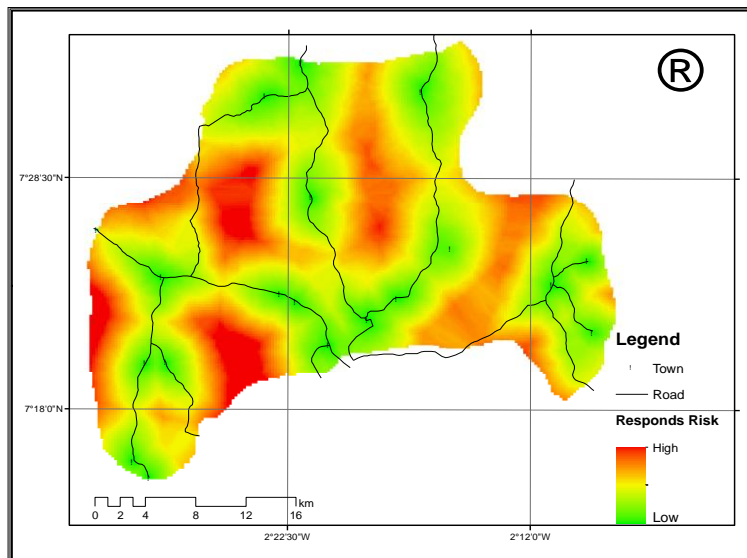 ®
7°28'30"N
7°18'0"N
Legend
Town
Road
Responds Risk
High
Low
km
0 2 4 8 12 16
2°22'30"W
2°12'0"W